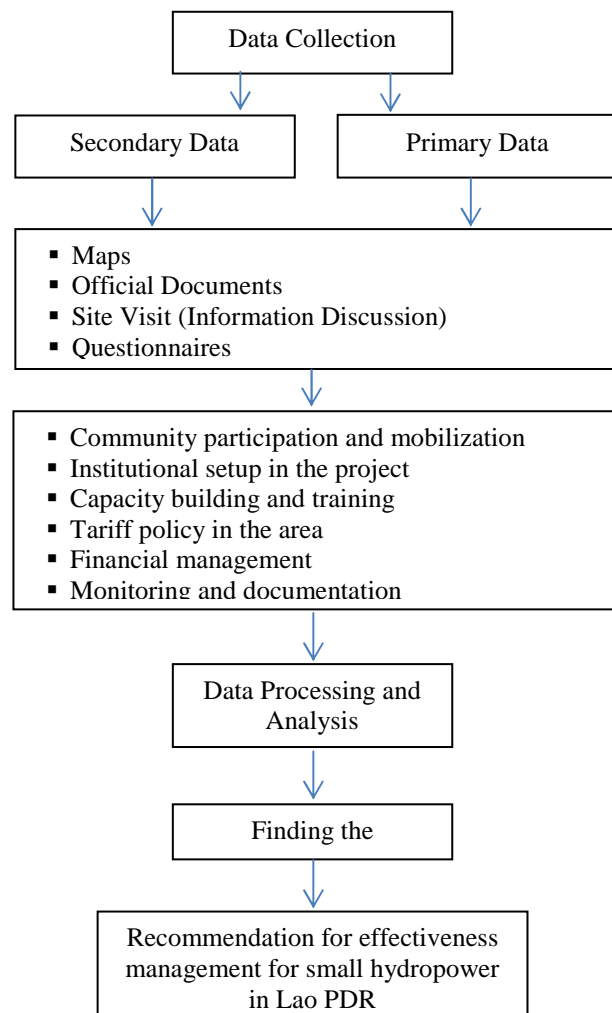 Data Collection
Secondary Data
Primary Data
▪ Maps
▪ Official Documents
▪ Site Visit (Information Discussion)
▪ Questionnaires
▪ Community participation and mobilization
▪ Institutional setup in the project
▪ Capacity building and training
▪ Tariff policy in the area
▪ Financial management
▪ Monitoring and documentation
Data Processing and
Analysis
Finding the
Recommendation for effectiveness
management for small hydropower
in Lao PDR